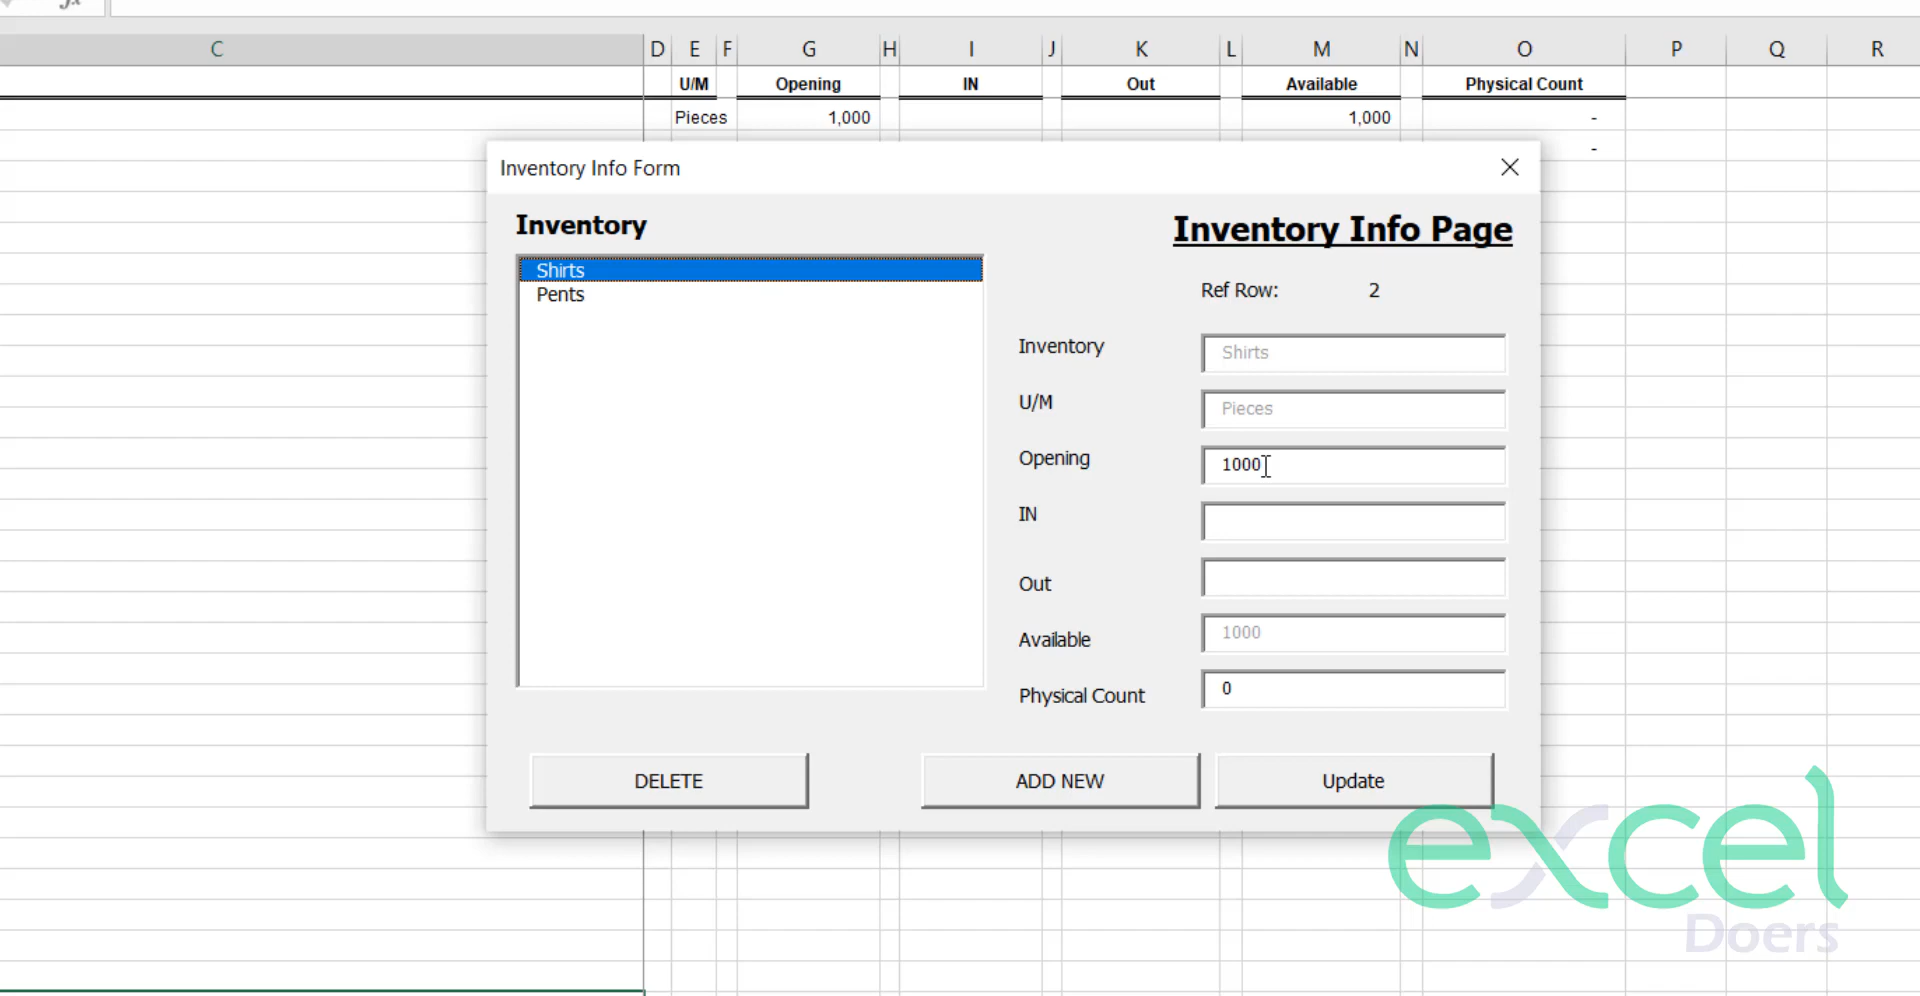 C D E F G H I J K L M N O P Q R
U/M Opening IN Out Available Physical Count
Pieces 1,000 1,000 -
-
Inventory Info Form
Inventory
Inventory Info Page
Shirts
Pents
Ref Row: 2
Inventory Shirts
U/M Pieces
Opening 1000
IN
Out
Available 1000
Physical Count 0
DELETE ADD NEW Update
excel
Doers